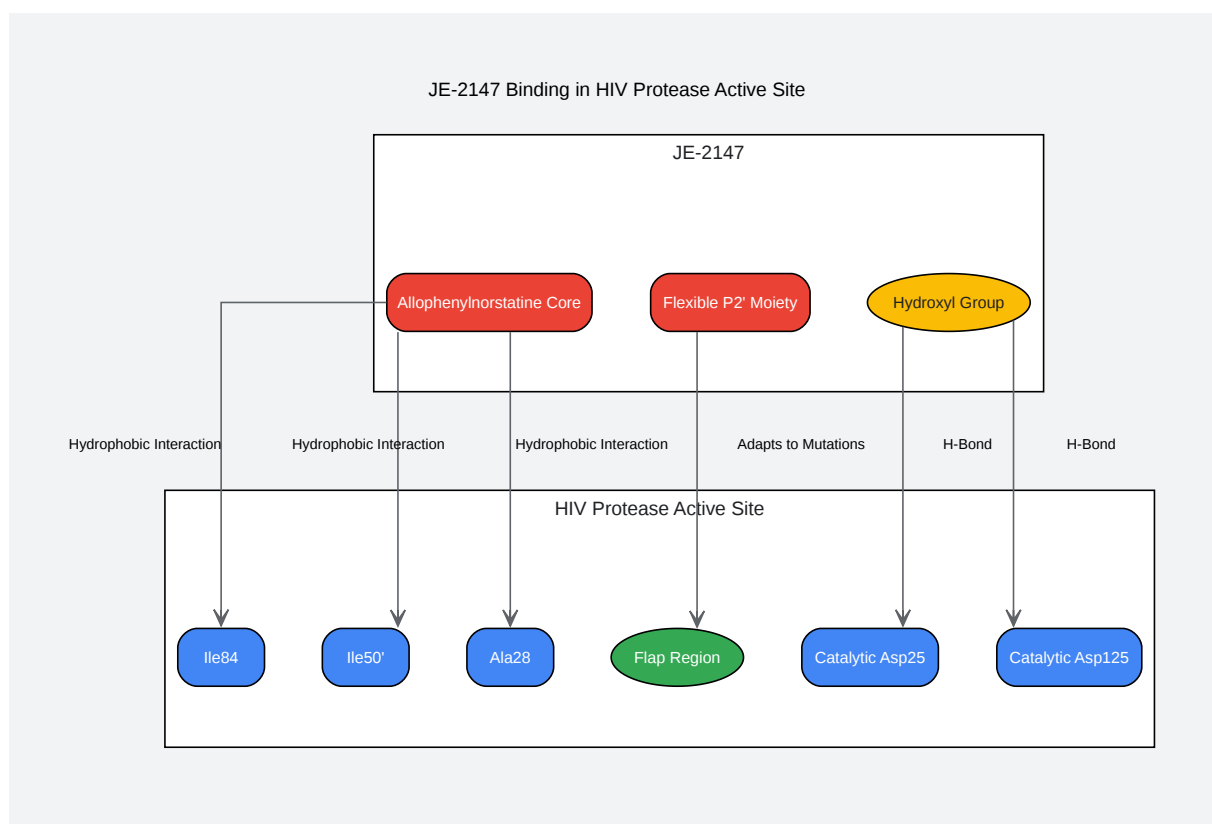 JE-2147 Binding in HIV Protease Active Site
JE-2147
Allophenylnorstatine Core
Flexible P2' Moiety
Hydroxyl Group
Hydrophobic Interaction
Hydrophobic Interaction
Hydrophobic Interaction
Adapts to Mutations
H-Bond
H-Bond
HIV Protease Active Site
Ile84
Ile50'
Ala28
Flap Region
Catalytic Asp25
Catalytic Asp125